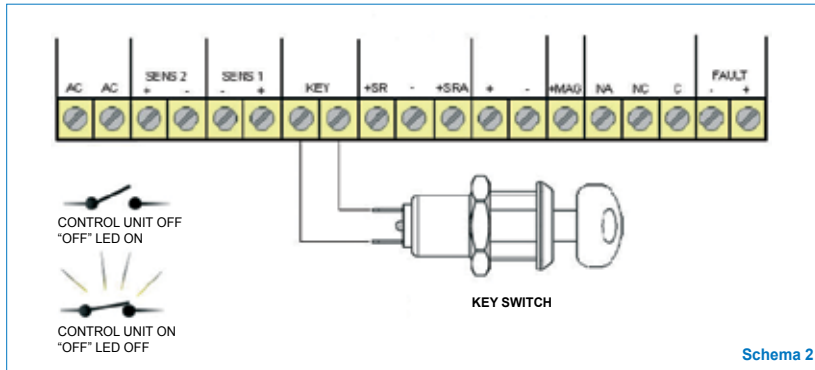 SENS 2 SENS 1 FAULT
AC AC + - - + KEY +SR - +SRA + - +MAG NA NC C - +
CONTROL UNIT OFF
"OFF" LED ON
CONTROL UNIT ON
"OFF" LED OFF
KEY SWITCH
Schema 2